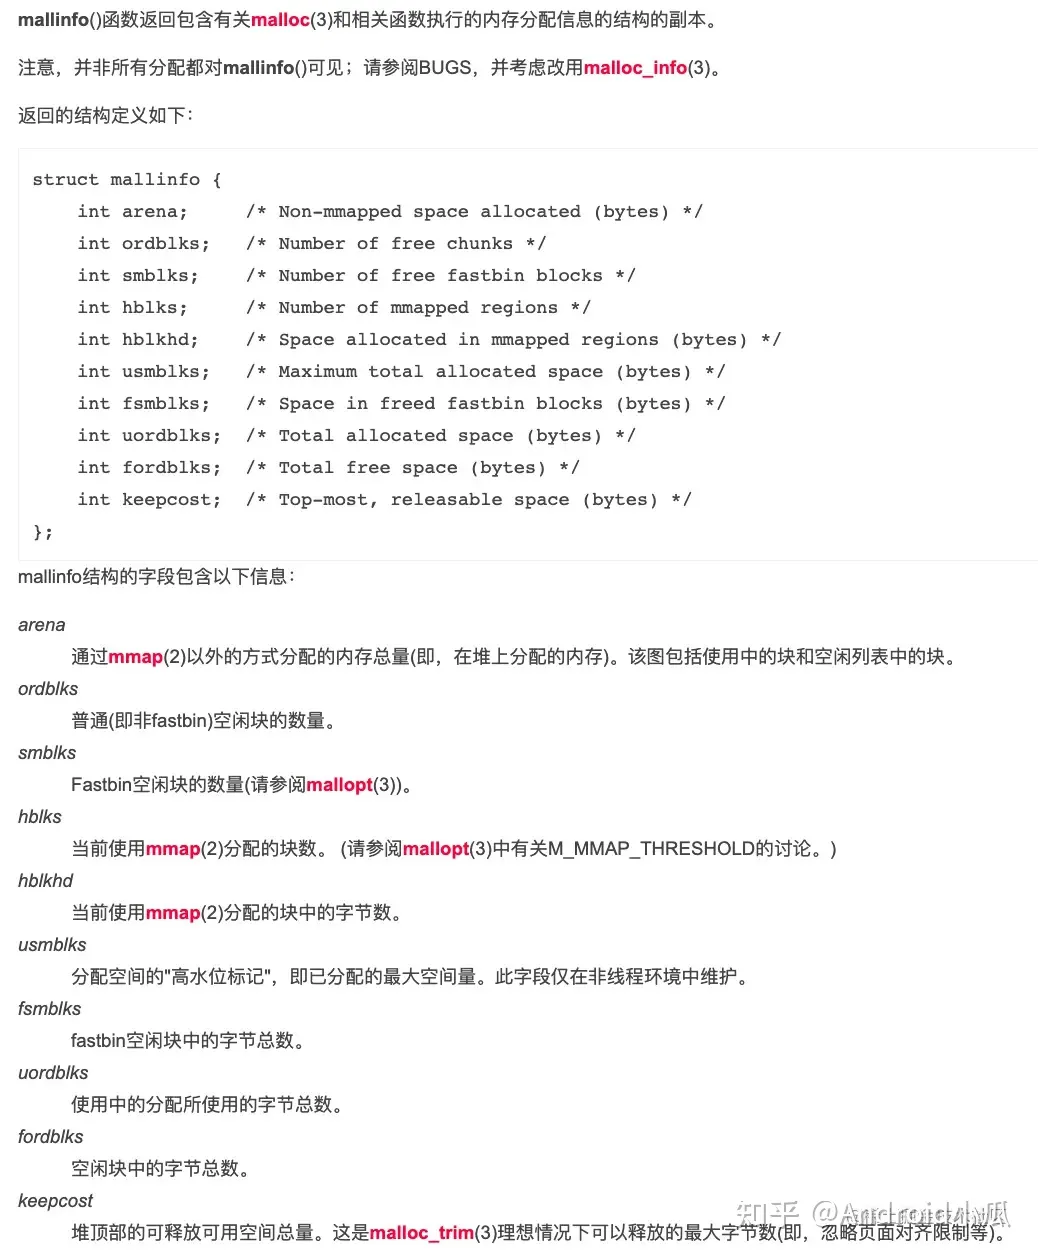 mallinfo()函数返回包含有关malloc(3)和相关函数执行的内存分配信息的结构的副本。
注意，并非所有分配都对mallinfo()可见；请参阅BUGS，并考虑改用malloc_info(3)。
返回的结构定义如下：
struct mallinfo {
    int arena;     /* Non-mmapped space allocated (bytes) */
    int ordblks;   /* Number of free chunks */
    int smblks;    /* Number of free fastbin blocks */
    int hblks;     /* Number of mmapped regions */
    int hblkhd;    /* Space allocated in mmapped regions (bytes) */
    int usmblks;   /* Maximum total allocated space (bytes) */
    int fsmblks;   /* Space in freed fastbin blocks (bytes) */
    int uordblks;  /* Total allocated space (bytes) */
    int fordblks;  /* Total free space (bytes) */
    int keepcost;  /* Top-most, releasable space (bytes) */
};
mallinfo结构的字段包含以下信息：
arena
通过mmap(2)以外的方式分配的内存总量(即，在堆上分配的内存)。该图包括使用中的块和空闲列表中的块。
ordblks
普通(即非fastbin)空闲块的数量。
smblks
Fastbin空闲块的数量(请参阅mallopt(3))。
hblks
当前使用mmap(2)分配的块数。 (请参阅mallopt(3)中有关M_MMAP_THRESHOLD的讨论。)
hblkhd
当前使用mmap(2)分配的块中的字节数。
usmblks
分配空间的"高水位标记"，即已分配的最大空间量。此字段仅在非线程环境中维护。
fsmblks
fastbin空闲块中的字节总数。
uordblks
使用中的分配所使用的字节总数。
fordblks
空闲块中的字节总数。
keepcost
堆顶部的可释放可用空间总量。这是malloc_trim(3)理想情况下可以释放的最大字节数(即，忽略页面对齐限制等)。
知乎 @Android小瓜